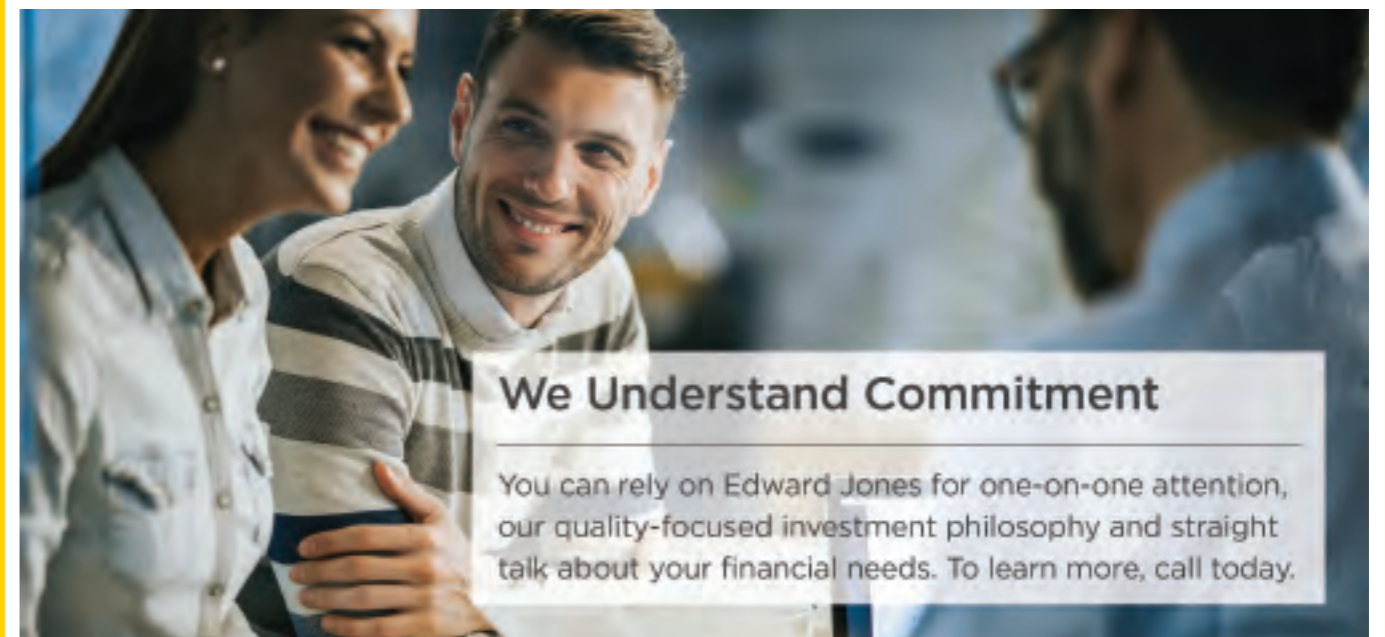 We Understand Commitment
You can rely on Edward Jones for one-on-one attention,
our quality-focused investment philosophy and straight
talk about your financial needs. To learn more, call today.